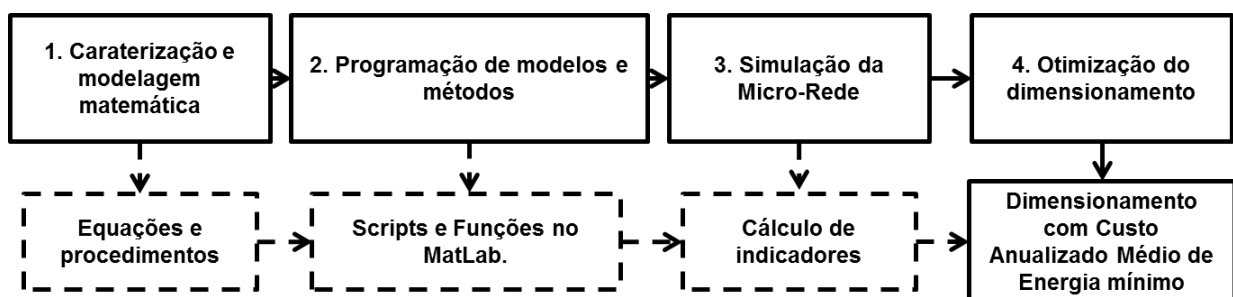 1. Caraterização e
modelagem
matemática
2. Programação de modelos e
métodos
3. Simulação da
Micro-Rede
4. Otimização do
dimensionamento
Equações e
procedimentos
Scripts e Funções no
MatLab.
Cálculo de
indicadores
Dimensionamento
com Custo
Anualizado Médio de
Energia mínimo